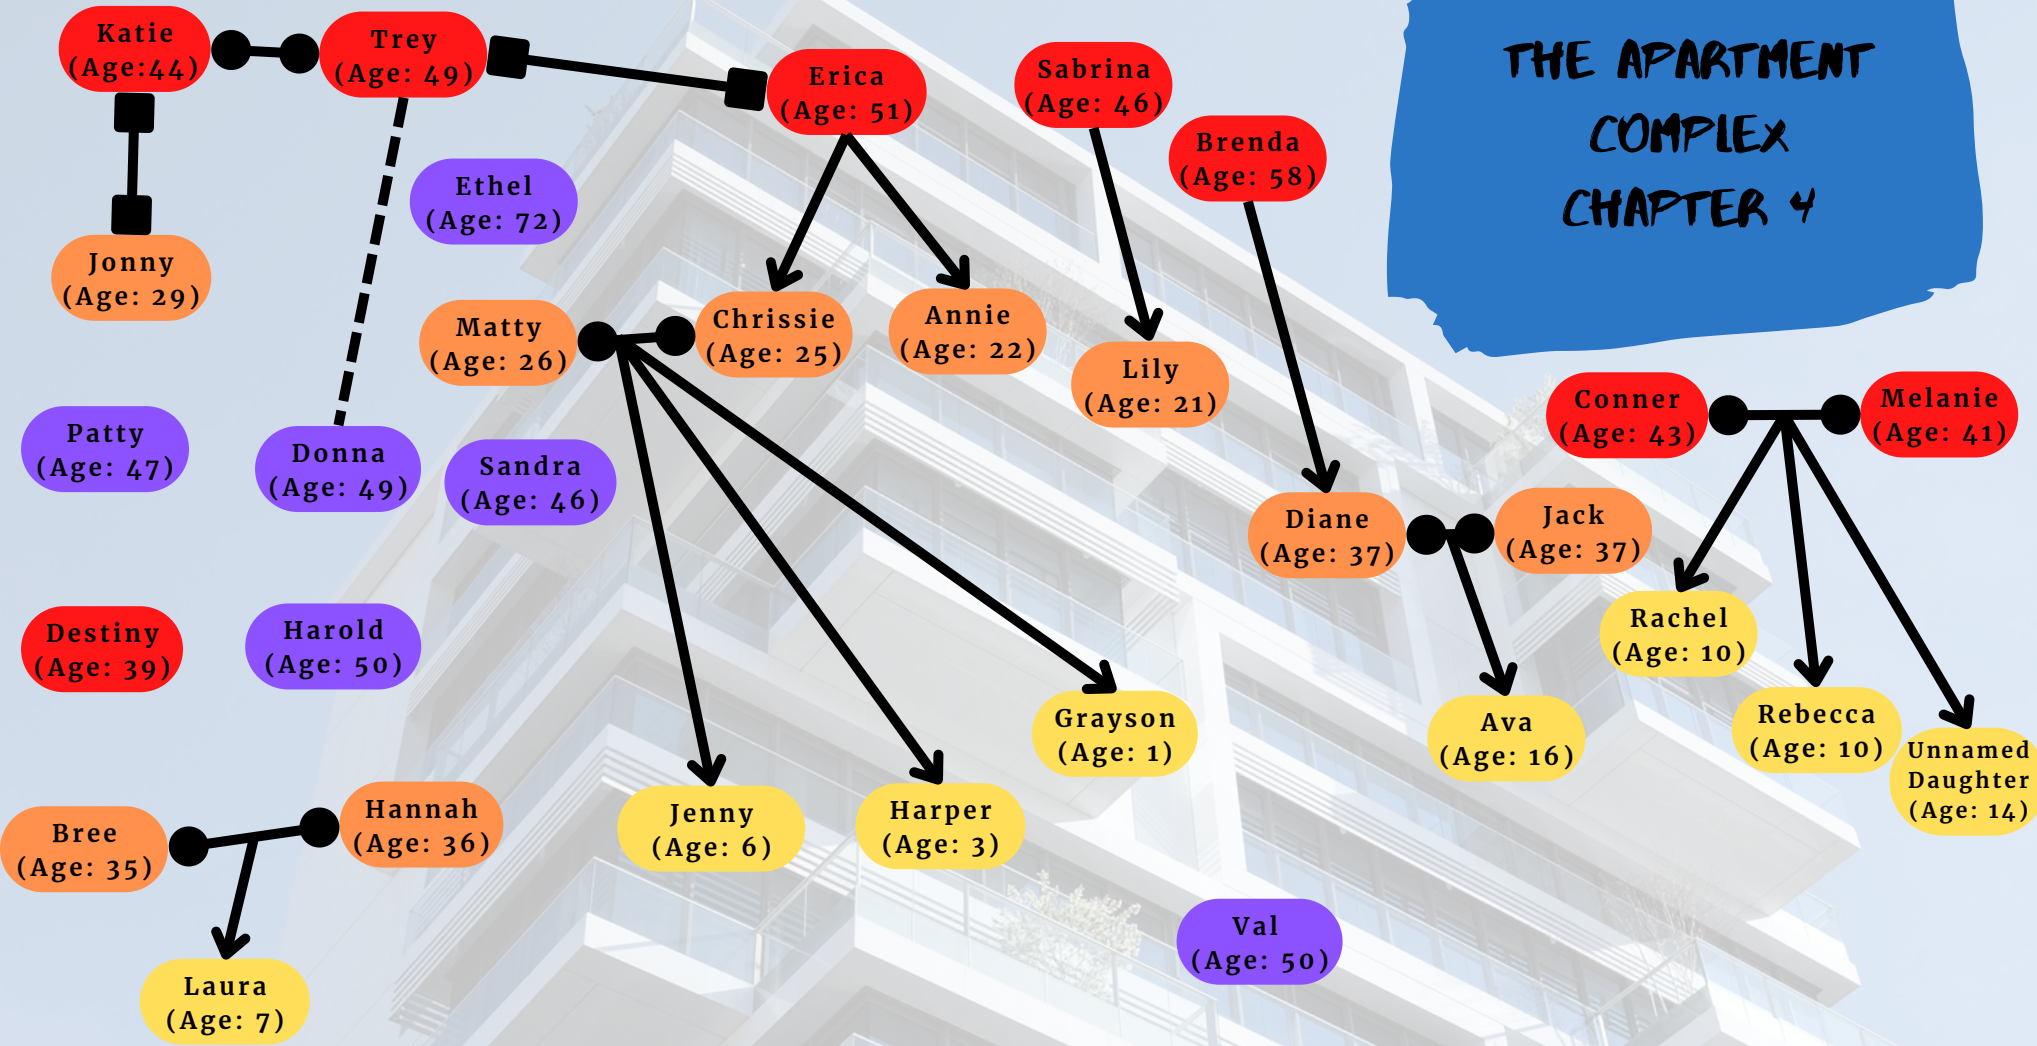 Katie
(Age:44)
Trey
(Age: 49)
Erica
(Age: 51)
Sabrina
(Age: 46)
Brenda
(Age: 58)
THE APARTMENT
COMPLEX
CHAPTER 4
Ethel
(Age: 72)
Jonny
(Age: 29)
Matty
(Age: 26)
Chrissie
(Age: 25)
Annie
(Age: 22)
Lily
(Age: 21)
Conner
(Age: 43)
Melanie
(Age: 41)
Patty
(Age: 47)
Donna
(Age: 49)
Sandra
(Age: 46)
Diane
(Age: 37)
Jack
(Age: 37)
Destiny
(Age: 39)
Harold
(Age: 50)
Rachel
(Age: 10)
Grayson
(Age: 1)
Ava
(Age: 16)
Rebecca
(Age: 10)
Unnamed
Daughter
(Age: 14)
Bree
(Age: 35)
Hannah
(Age: 36)
Jenny
(Age: 6)
Harper
(Age: 3)
Val
(Age: 50)
Laura
(Age: 7)